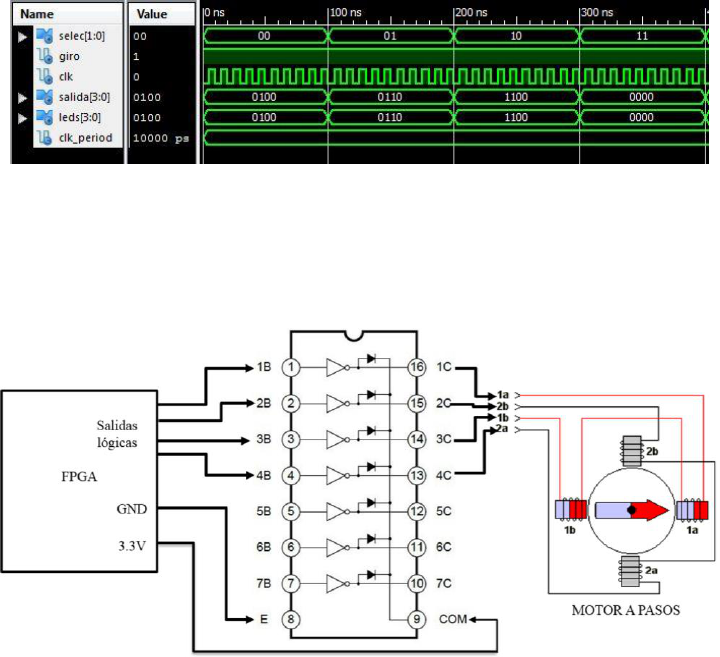 Name Value 0 ns 100 ns 200 ns 300 ns
selec[1:0] 00 00 01 10 11
giro 1
clk 0
salida[3:0] 0100 0100 0110 1100 0000
leds[3:0] 0100 0100 0110 1100 0000
clk_period 10000 ps
Salidas
lógicas
FPGA
GND
3.3V
1B 1 16 1C
2B 2 15 2C
3B 3 14 3C
4B 4 13 4C
5B 5 12 5C
6B 6 11 6C
7B 7 10 7C
E 8 9 COM
1a
2b
1b
2a
2b
1b
1a
2a
MOTOR A PASOS